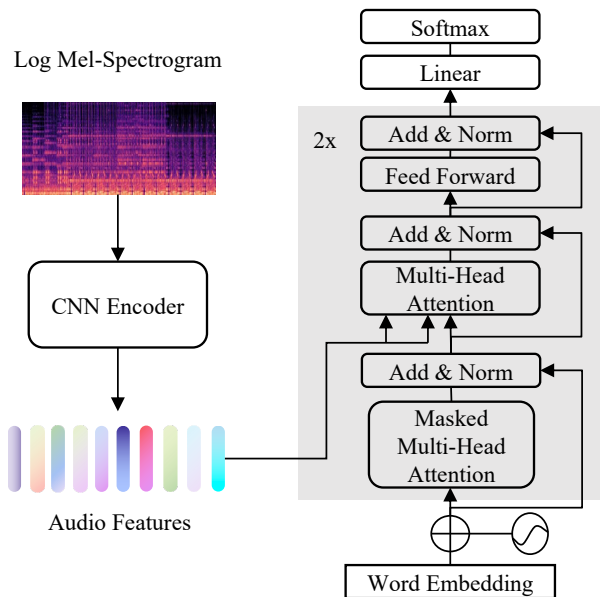 Log Mel-Spectrogram
CNN Encoder
Audio Features
Softmax
Linear
2x
Add & Norm
Feed Forward
Add & Norm
Multi-Head
Attention
Add & Norm
Masked
Multi-Head
Attention
Word Embedding